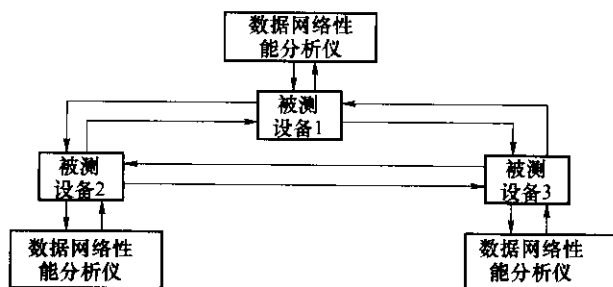 数据网络性
能分析仪
被测
设备1
被测
设备2
被测
设备3
数据网络性
能分析仪
数据网络性
能分析仪